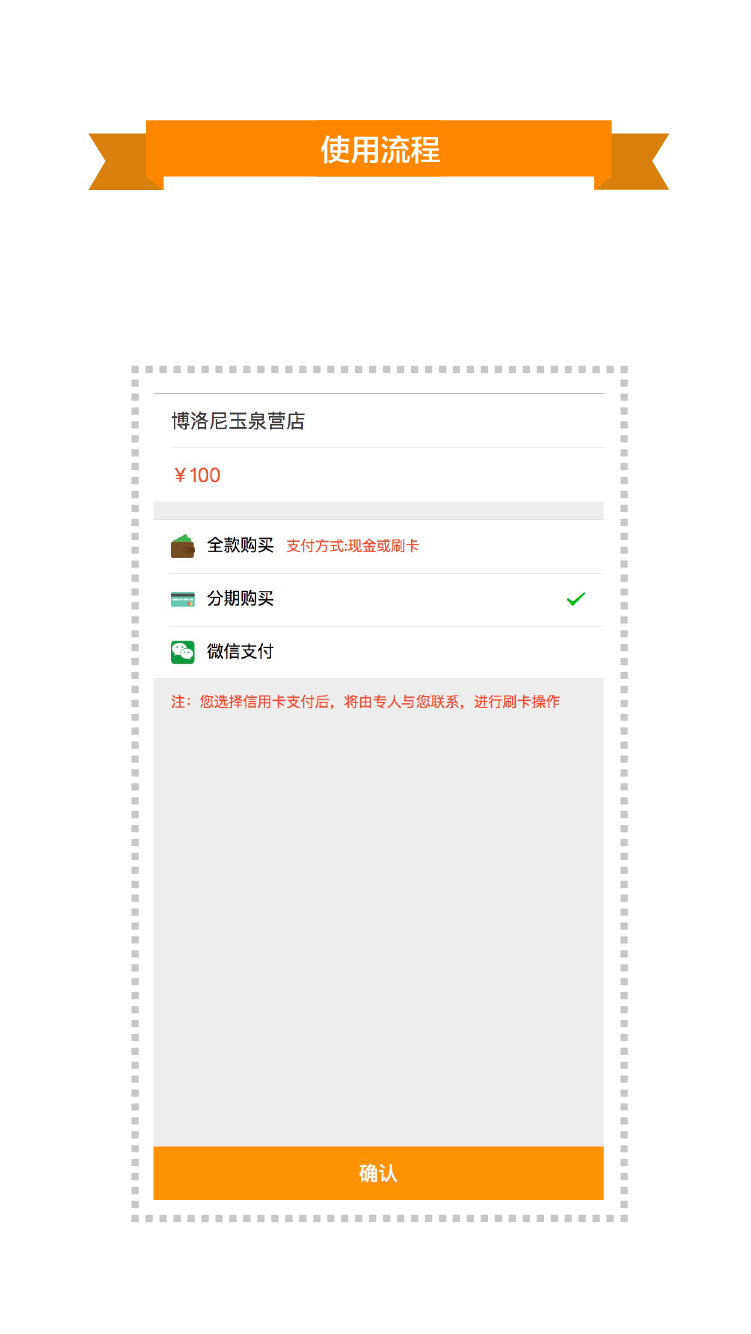 使用流程
博洛尼玉泉营店
￥100
全款购买 支付方式:现金或刷卡
分期购买
微信支付
注：您选择信用卡支付后，将由专人与您联系，进行刷卡操作
确认